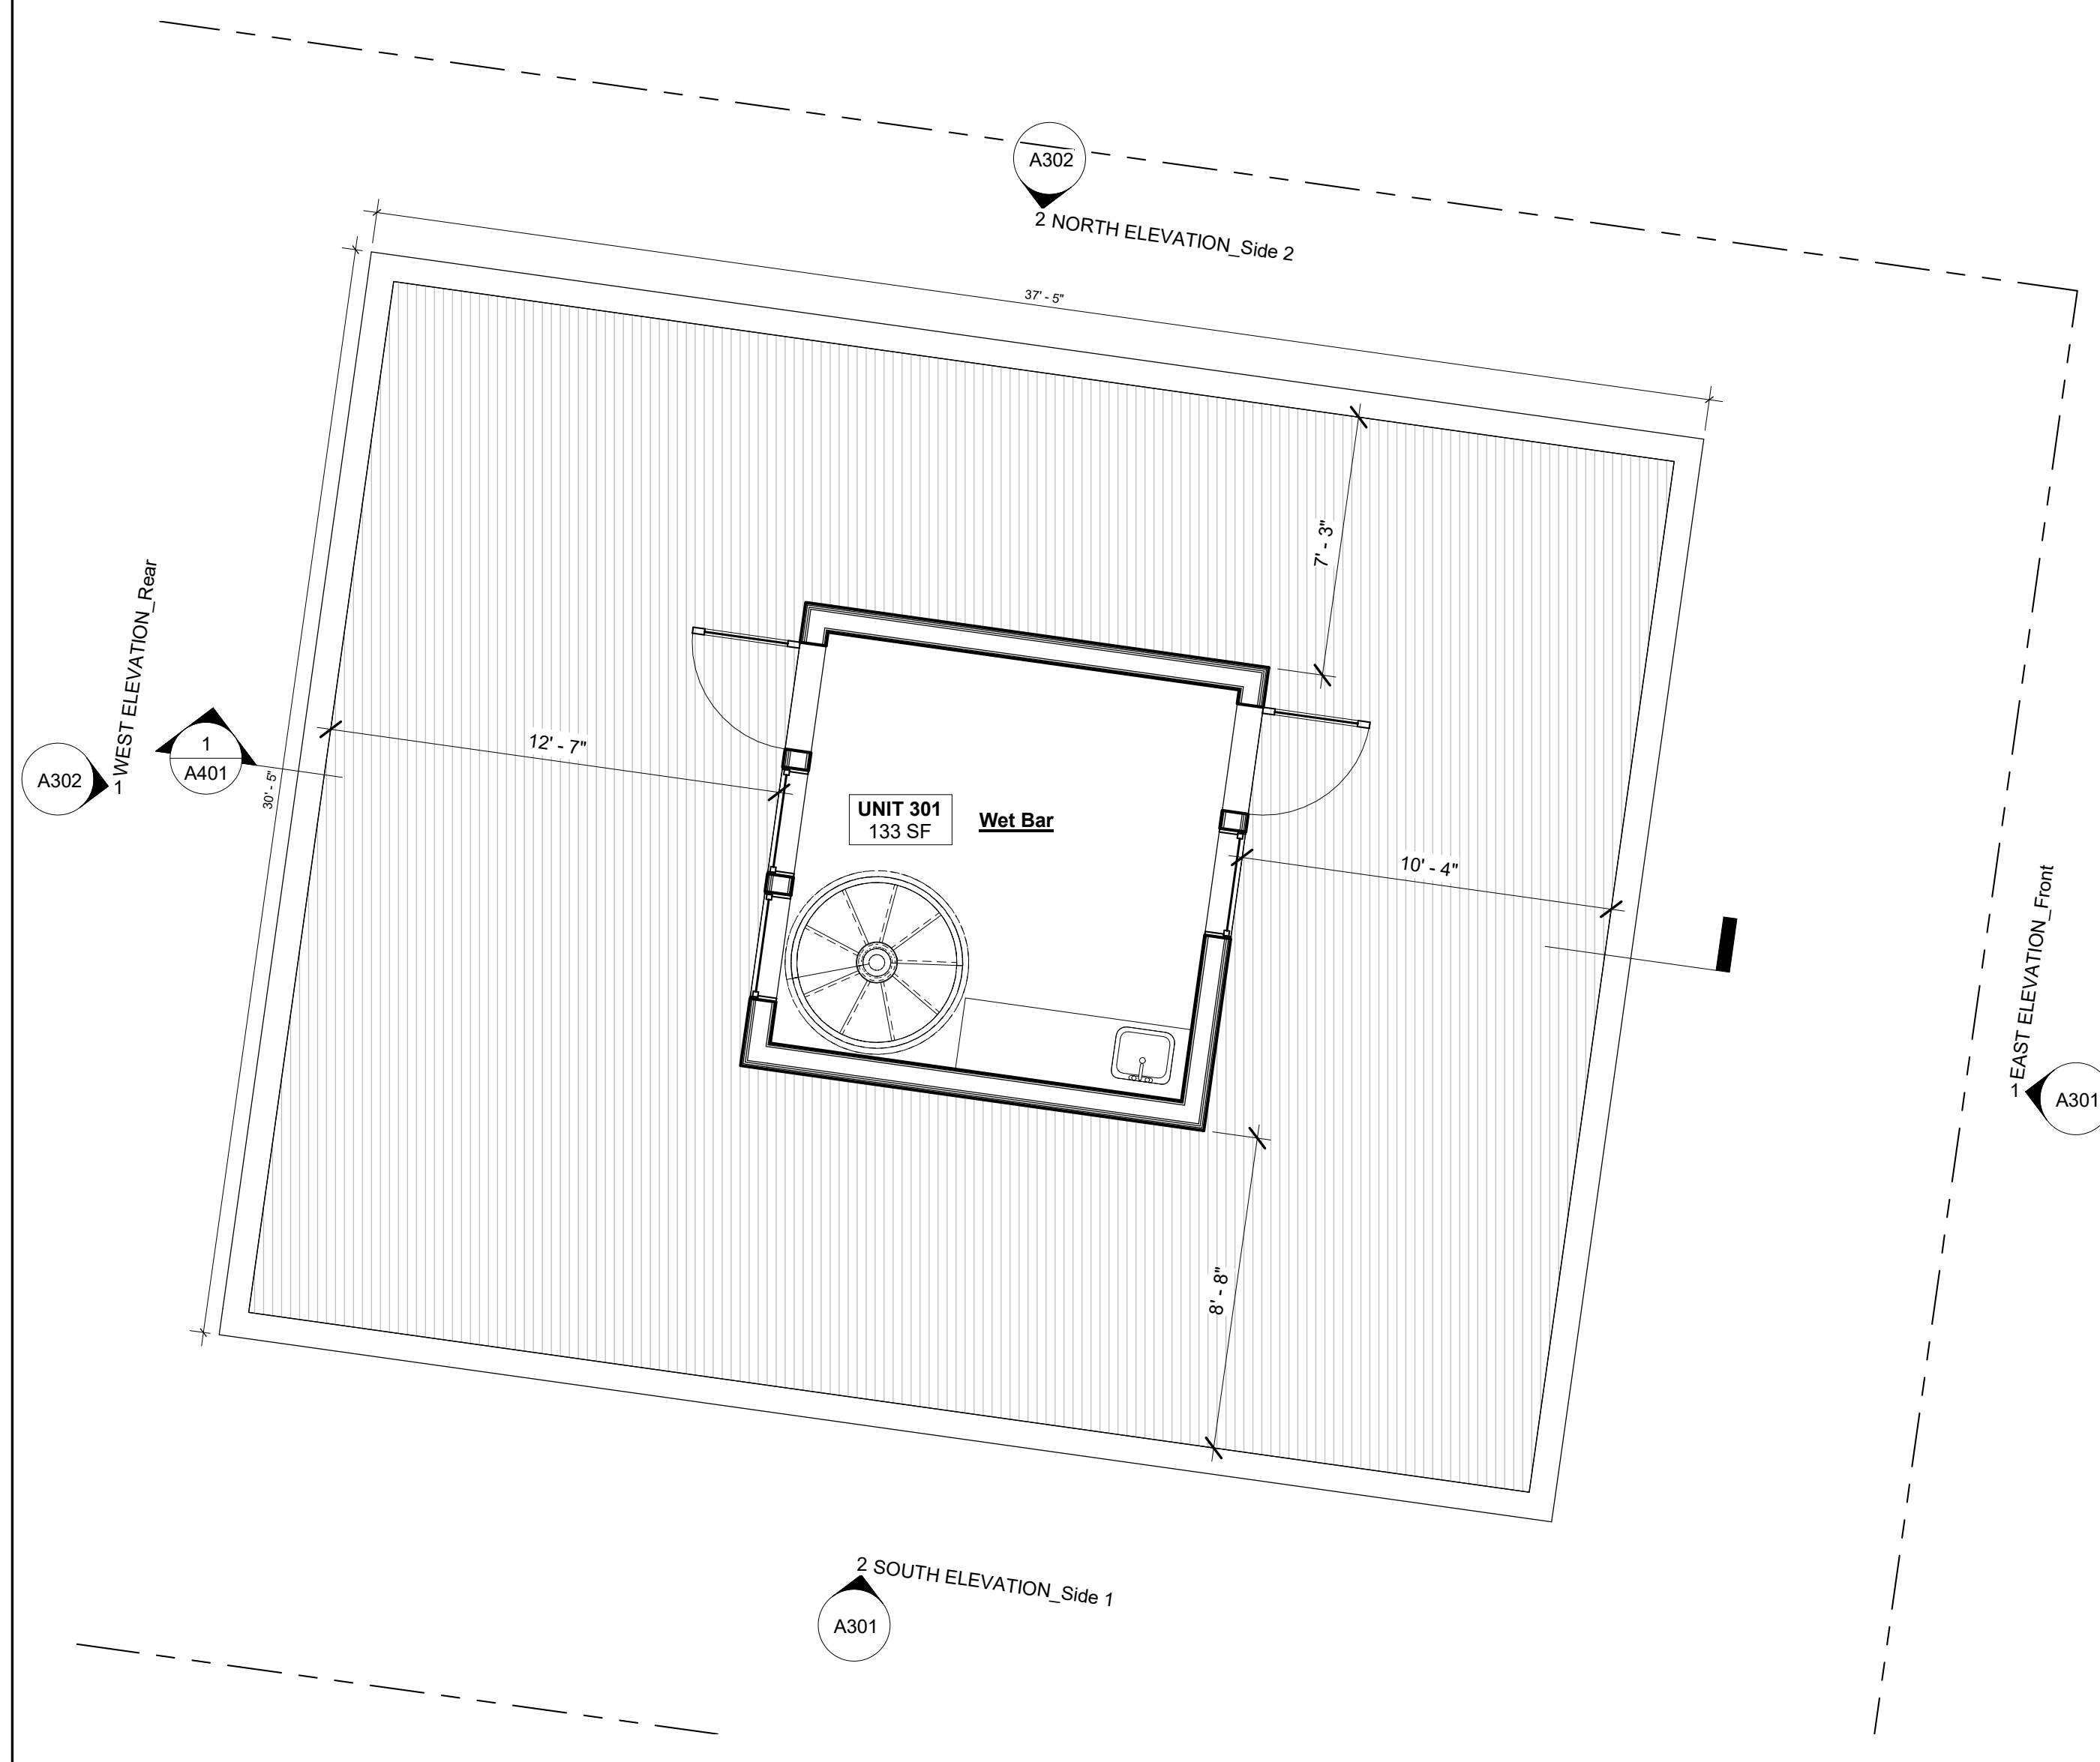 A302
2 NORTH ELEVATION_Side 2
37' - 5"
7' - 3"
WEST ELEVATION_Rear
1
A302
1
A401
30' - 5"
12' - 7"
UNIT 301
133 SF
Wet Bar
10' - 4"
EAST ELEVATION_Front
1
A301
8' - 8"
2 SOUTH ELEVATION_Side 1
A301